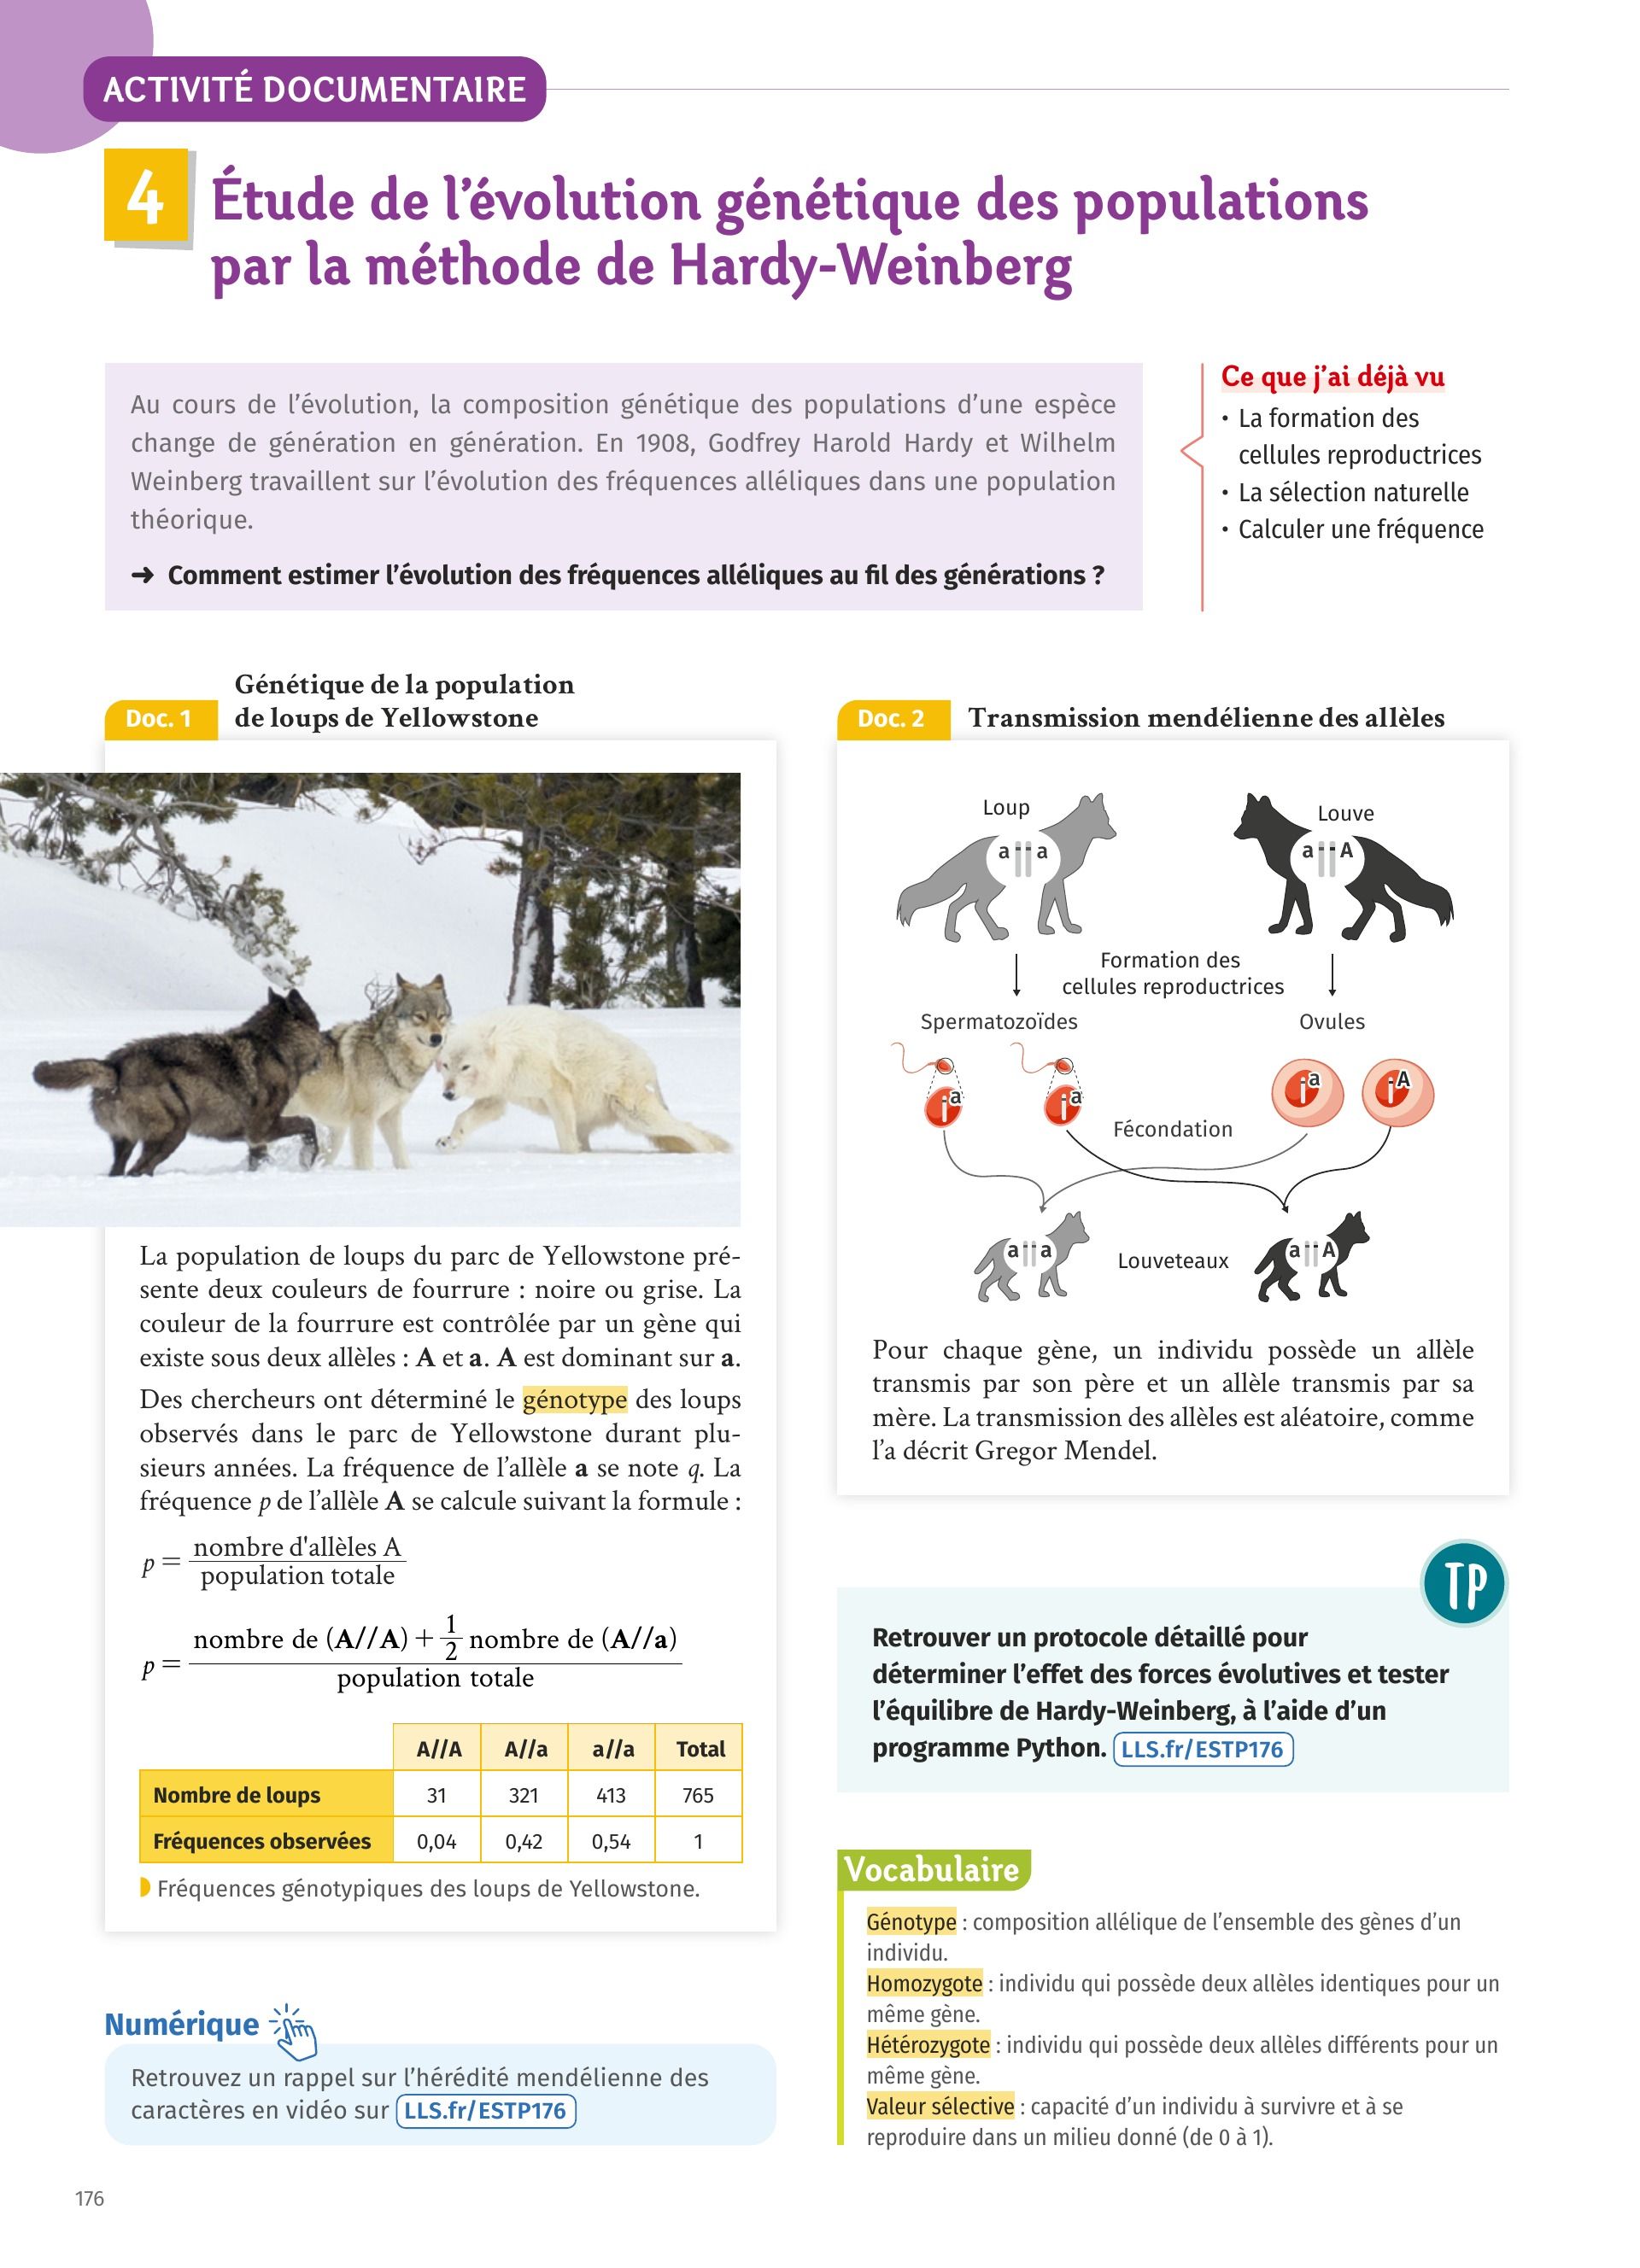 ACTIVITÉ DOCUMENTAIRE
4
Étude de l’évolution génétique des populations
par la méthode de Hardy-Weinberg
Au cours de l’évolution, la composition génétique des populations d’une espèce
change de génération en génération. En 1908, Godfrey Harold Hardy et Wilhelm
Weinberg travaillent sur l’évolution des fréquences alléliques dans une population
théorique.
➜ Comment estimer l’évolution des fréquences alléliques au fil des générations ?
Ce que j’ai déjà vu
• La formation des
cellules reproductrices
• La sélection naturelle
• Calculer une fréquence
Doc. 1
Génétique de la population
de loups de Yellowstone
La population de loups du parc de Yellowstone pré-
sente deux couleurs de fourrure : noire ou grise. La
couleur de la fourrure est contrôlée par un gène qui
existe sous deux allèles : A et a. A est dominant sur a.
Des chercheurs ont déterminé le génotype des loups
observés dans le parc de Yellowstone durant plu-
sieurs années. La fréquence de l’allèle a se note q. La
fréquence p de l’allèle A se calcule suivant la formule :
p = nombre d'allèles A
population totale
p = nombre de (A//A) + 1/2 nombre de (A//a)
population totale
A//A A//a a//a Total
Nombre de loups 31 321 413 765
Fréquences observées 0,04 0,42 0,54 1
Fréquences génotypiques des loups de Yellowstone.
Numérique
Retrouvez un rappel sur l’hérédité mendélienne des
caractères en vidéo sur LLS.fr/ESTP176
Doc. 2
Transmission mendélienne des allèles
Loup
Louve
a a
a A
Formation des
cellules reproductrices
Spermatozoïdes
Ovules
a
a
a
A
Fécondation
a a
Louveteaux
a A
Pour chaque gène, un individu possède un allèle
transmis par son père et un allèle transmis par sa
mère. La transmission des allèles est aléatoire, comme
l’a décrit Gregor Mendel.
TP
Retrouver un protocole détaillé pour
déterminer l’effet des forces évolutives et tester
l’équilibre de Hardy-Weinberg, à l’aide d’un
programme Python. LLS.fr/ESTP176
Vocabulaire
Génotype : composition allélique de l’ensemble des gènes d’un
individu.
Homozygote : individu qui possède deux allèles identiques pour un
même gène.
Hétérozygote : individu qui possède deux allèles différents pour un
même gène.
Valeur sélective : capacité d’un individu à survivre et à se
reproduire dans un milieu donné (de 0 à 1).
176